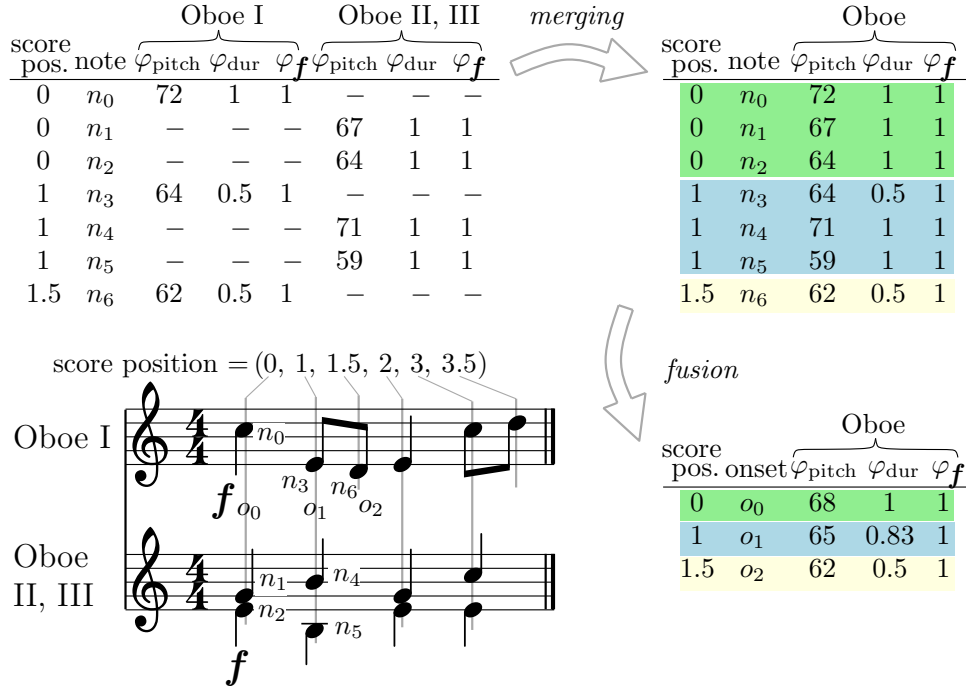 Oboe I Oboe II, III
score
pos. note φpitch φdur φf φpitch φdur φf
0 n0 72 1 1 − − −
0 n1 − − − 67 1 1
0 n2 − − − 64 1 1
1 n3 64 0.5 1 − − −
1 n4 − − − 71 1 1
1 n5 − − − 59 1 1
1.5 n6 62 0.5 1 − − −
merging
Oboe
score
pos. note φpitch φdur φf
0 n0 72 1 1
0 n1 67 1 1
0 n2 64 1 1
1 n3 64 0.5 1
1 n4 71 1 1
1 n5 59 1 1
1.5 n6 62 0.5 1
fusion
score position = (0, 1, 1.5, 2, 3, 3.5)
Oboe I
4
4
n0
n3 n6
f o0 o1 o2
Oboe
II, III
4
4
n1 n4
n2
n5
f
Oboe
score
pos. onset φpitch φdur φf
0 o0 68 1 1
1 o1 65 0.83 1
1.5 o2 62 0.5 1